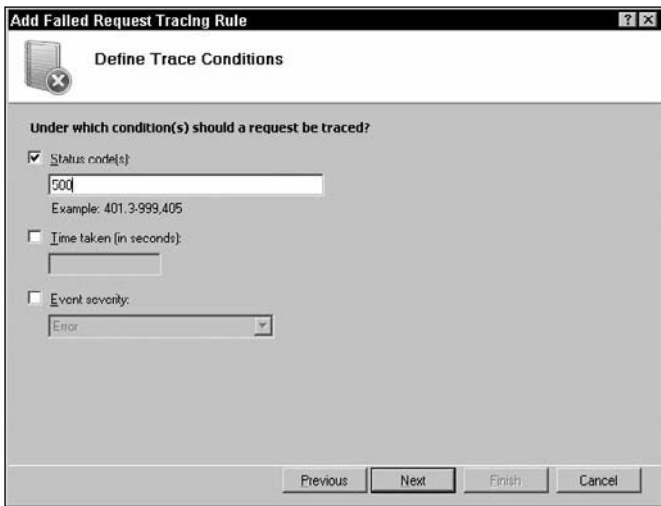 Add Failed Request Tracing Rule
Define Trace Conditions
Under which condition(s) should a request be traced?
Status code(s):
500
Example: 401.3-999,405
Time taken (in seconds):
Event severity:
Error
Previous
Next
Finish
Cancel